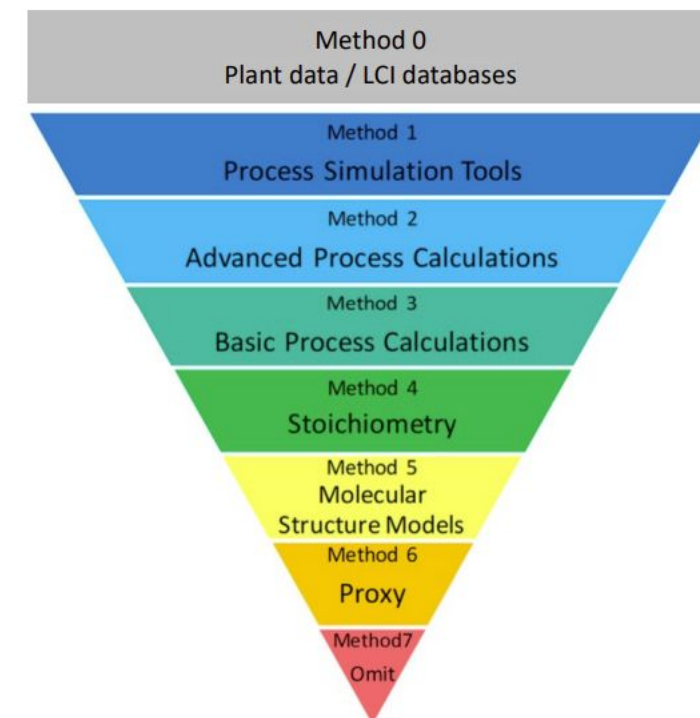 Method 0
Plant data / LCI databases
Method 1
Process Simulation Tools
Method 2
Advanced Process Calculations
Method 3
Basic Process Calculations
Method 4
Stoichiometry
Method 5
Molecular
Structure Models
Method 6
Proxy
Method7
Omit